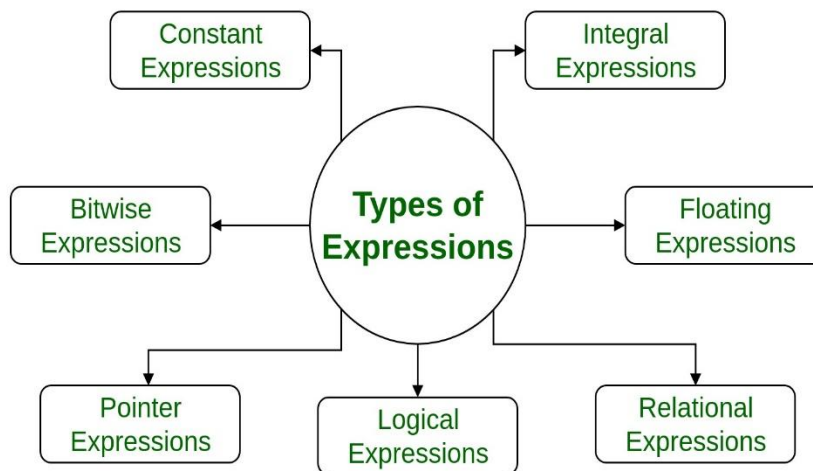 Constant
Expressions
Integral
Expressions
Bitwise
Expressions
Types of
Expressions
Floating
Expressions
Pointer
Expressions
Logical
Expressions
Relational
Expressions